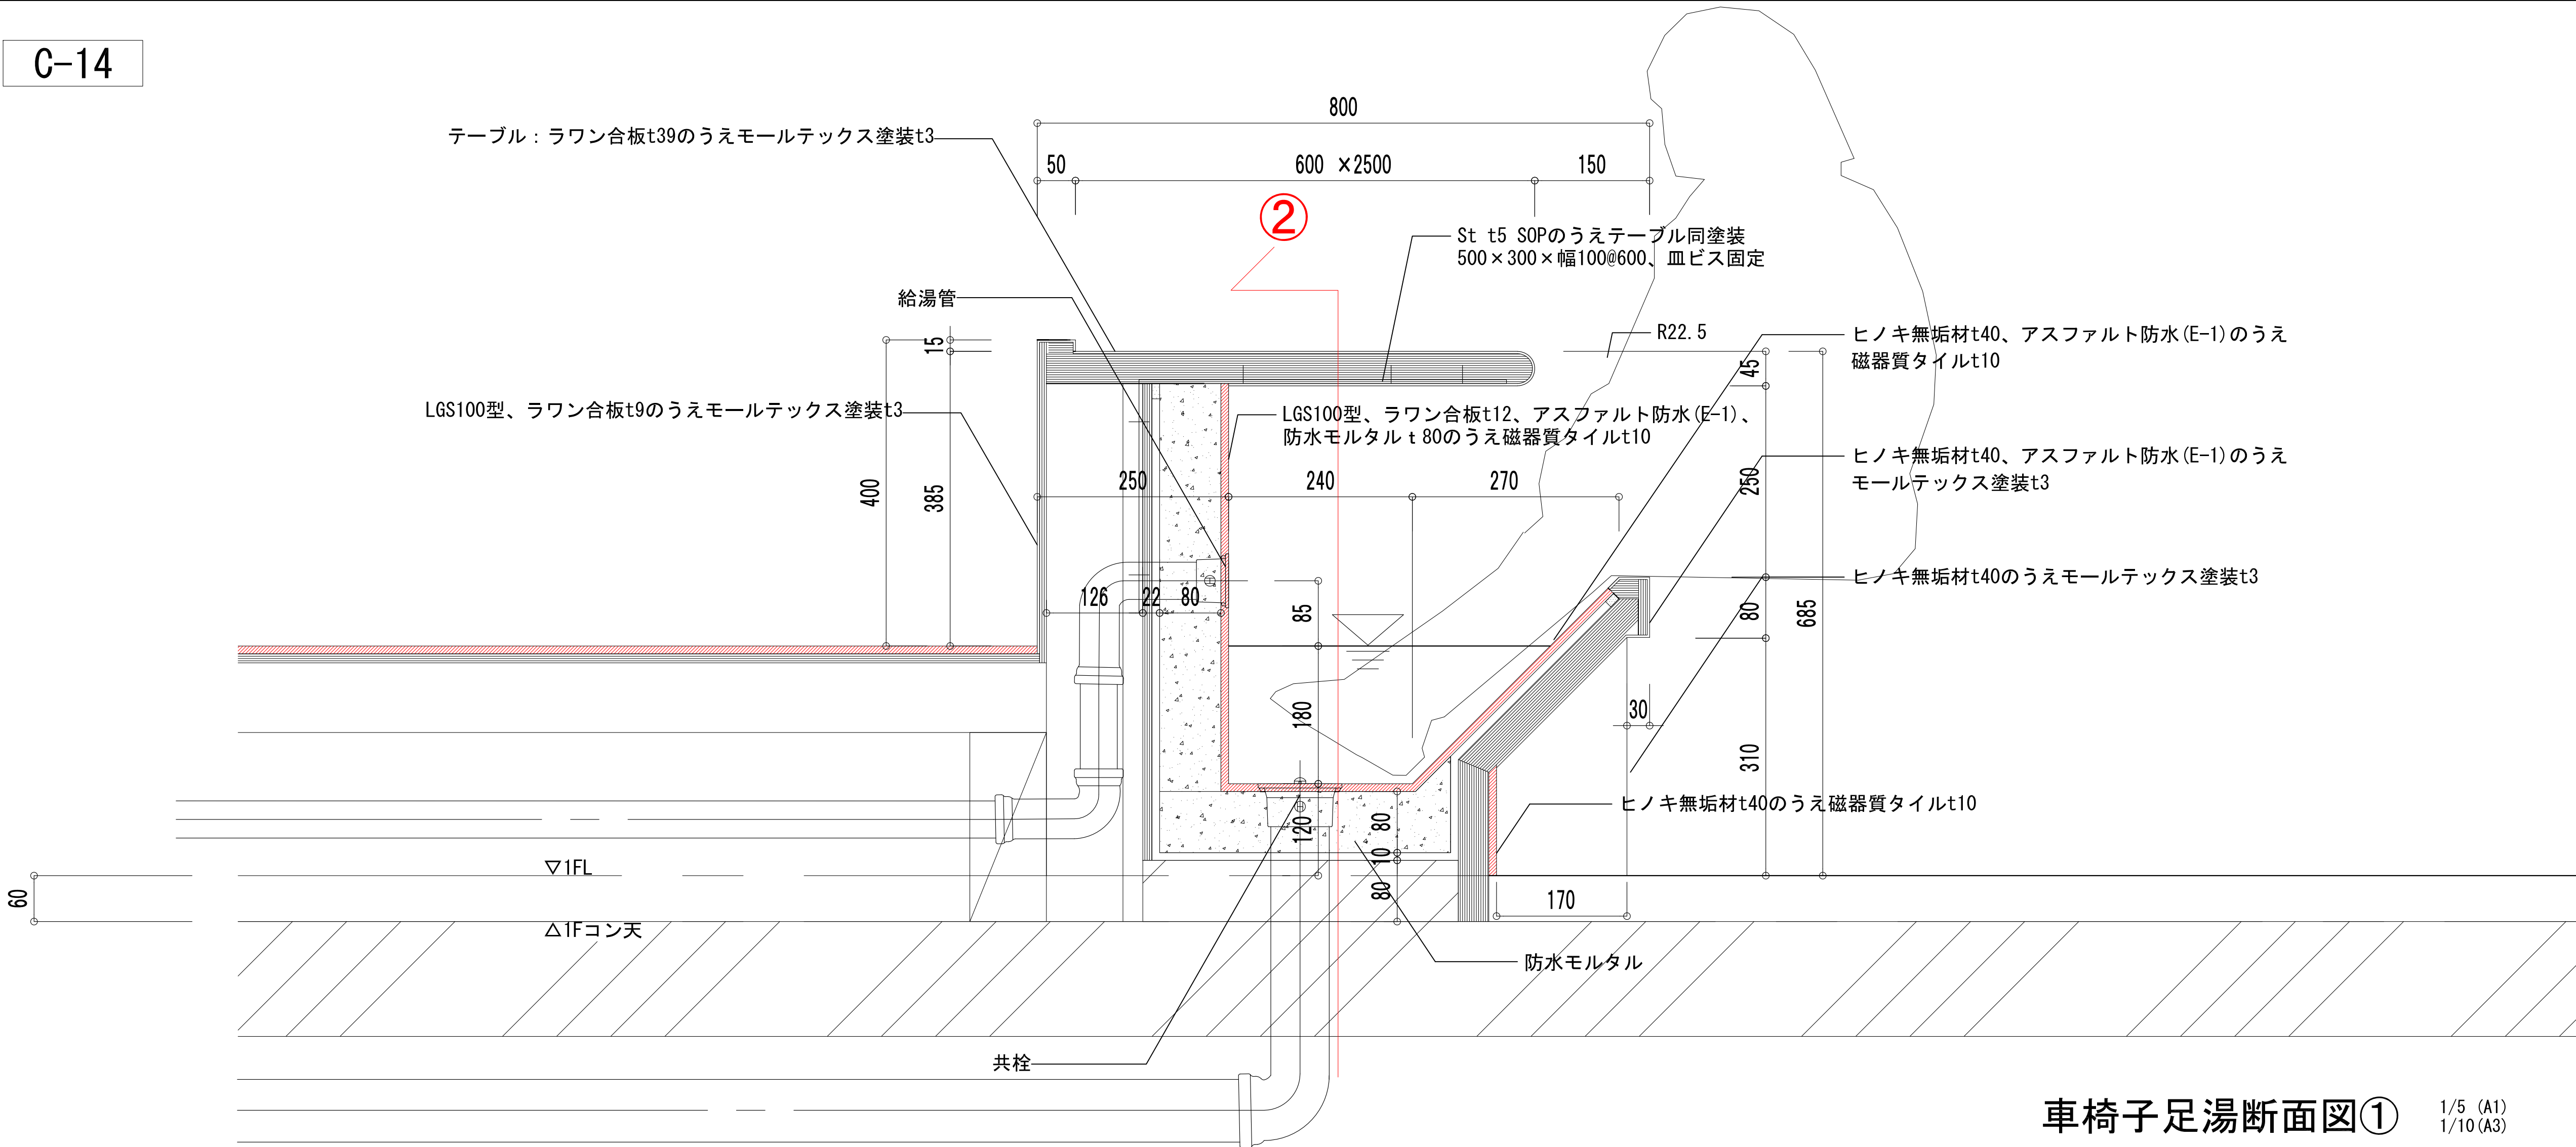 C-14
800
テーブル：ラワン合板t39のうえモールテックス塗装t3
50
600 ×2500
150
②
St t5 SOPのうえテーブル同塗装
500×300×幅100@600、皿ビス固定
給湯管
R22.5
ヒノキ無垢材t40、アスファルト防水(E-1)のうえ
磁器質タイルt10
15
45
LGS100型、ラワン合板t9のうえモールテックス塗装t3
LGS100型、ラワン合板t12、アスファルト防水(E-1)、
防水モルタルｔ80のうえ磁器質タイルt10
ヒノキ無垢材t40、アスファルト防水(E-1)のうえ
モールテックス塗装t3
400
385
250
240
270
250
ヒノキ無垢材t40のうえモールテックス塗装t3
126
22
80
85
80
685
180
30
310
ヒノキ無垢材t40のうえ磁器質タイルt10
120
80
10
80
▽1FL
60
170
△1Fコン天
防水モルタル
共栓
車椅子足湯断面図①
1/5 (A1)
1/10(A3)